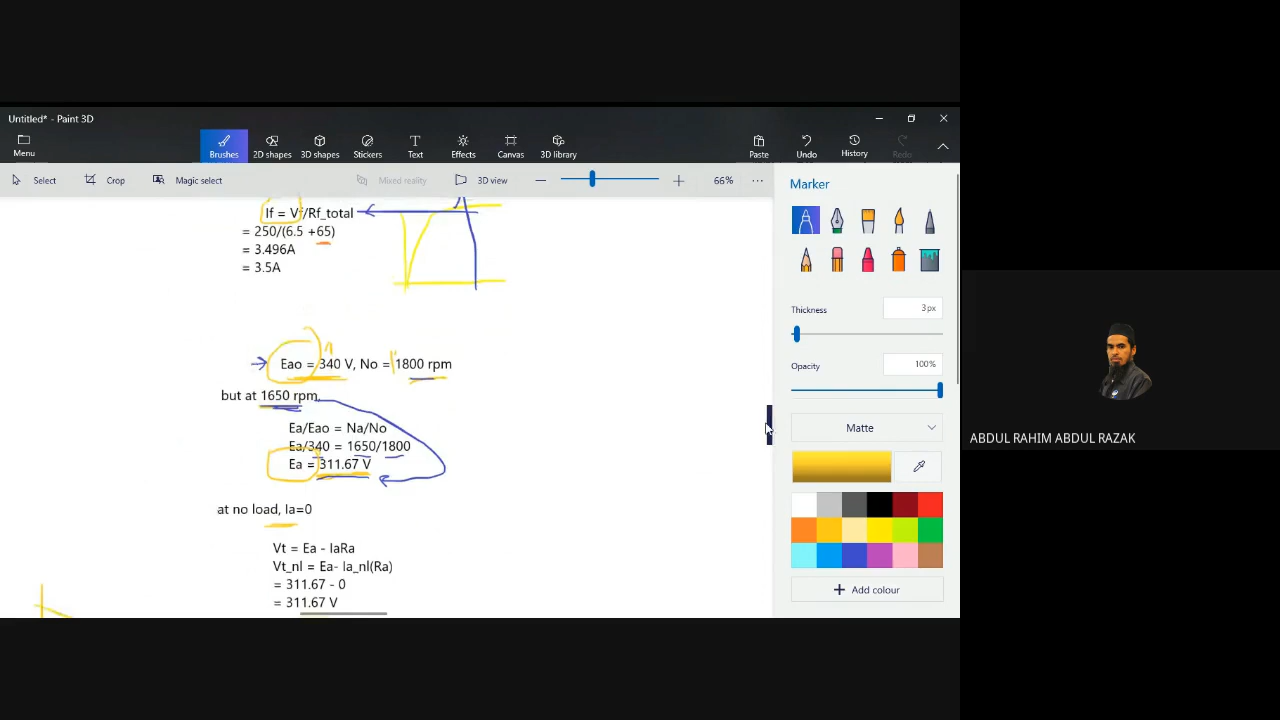 Untitled* - Paint 3D
Menu
Brushes
2D shapes
3D shapes
Stickers
Text
Effects
Canvas
3D library
Paste
Undo
History
Redo
Select
Crop
Magic select
Mixed reality
3D view
66%
Marker
Thickness
3px
Opacity
100%
Matte
Add colour
If = Vf/Rf_total
= 250/(6.5 +65)
= 3.496A
= 3.5A
Eao = 340 V, No = 1800 rpm
but at 1650 rpm,
Ea/Eao = Na/No
Ea/340 = 1650/1800
Ea = 311.67 V
at no load, Ia=0
Vt = Ea - IaRa
Vt_nl = Ea- Ia_nl(Ra)
= 311.67 - 0
= 311.67 V
ABDUL RAHIM ABDUL RAZAK